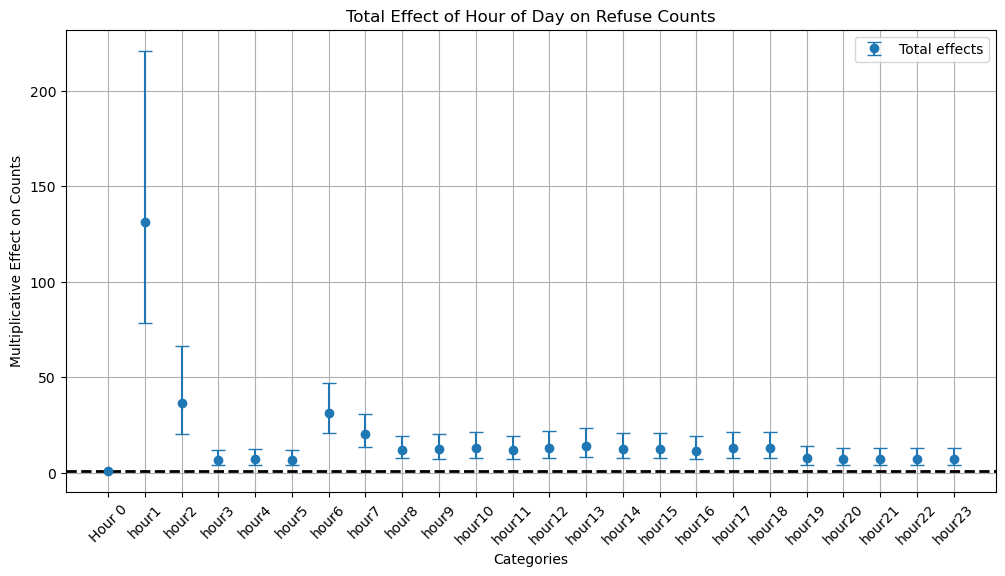 Total Effect of Hour of Day on Refuse Counts
Total effects
Multiplicative Effect on Counts
200
150
100
50
0
Hour 0
hour1
hour2
hour3
hour4
hour5
hour6
hour7
hour8
hour9
hour10
hour11
hour12
hour13
hour14
hour15
hour16
hour17
hour18
hour19
hour20
hour21
hour22
hour23
Categories